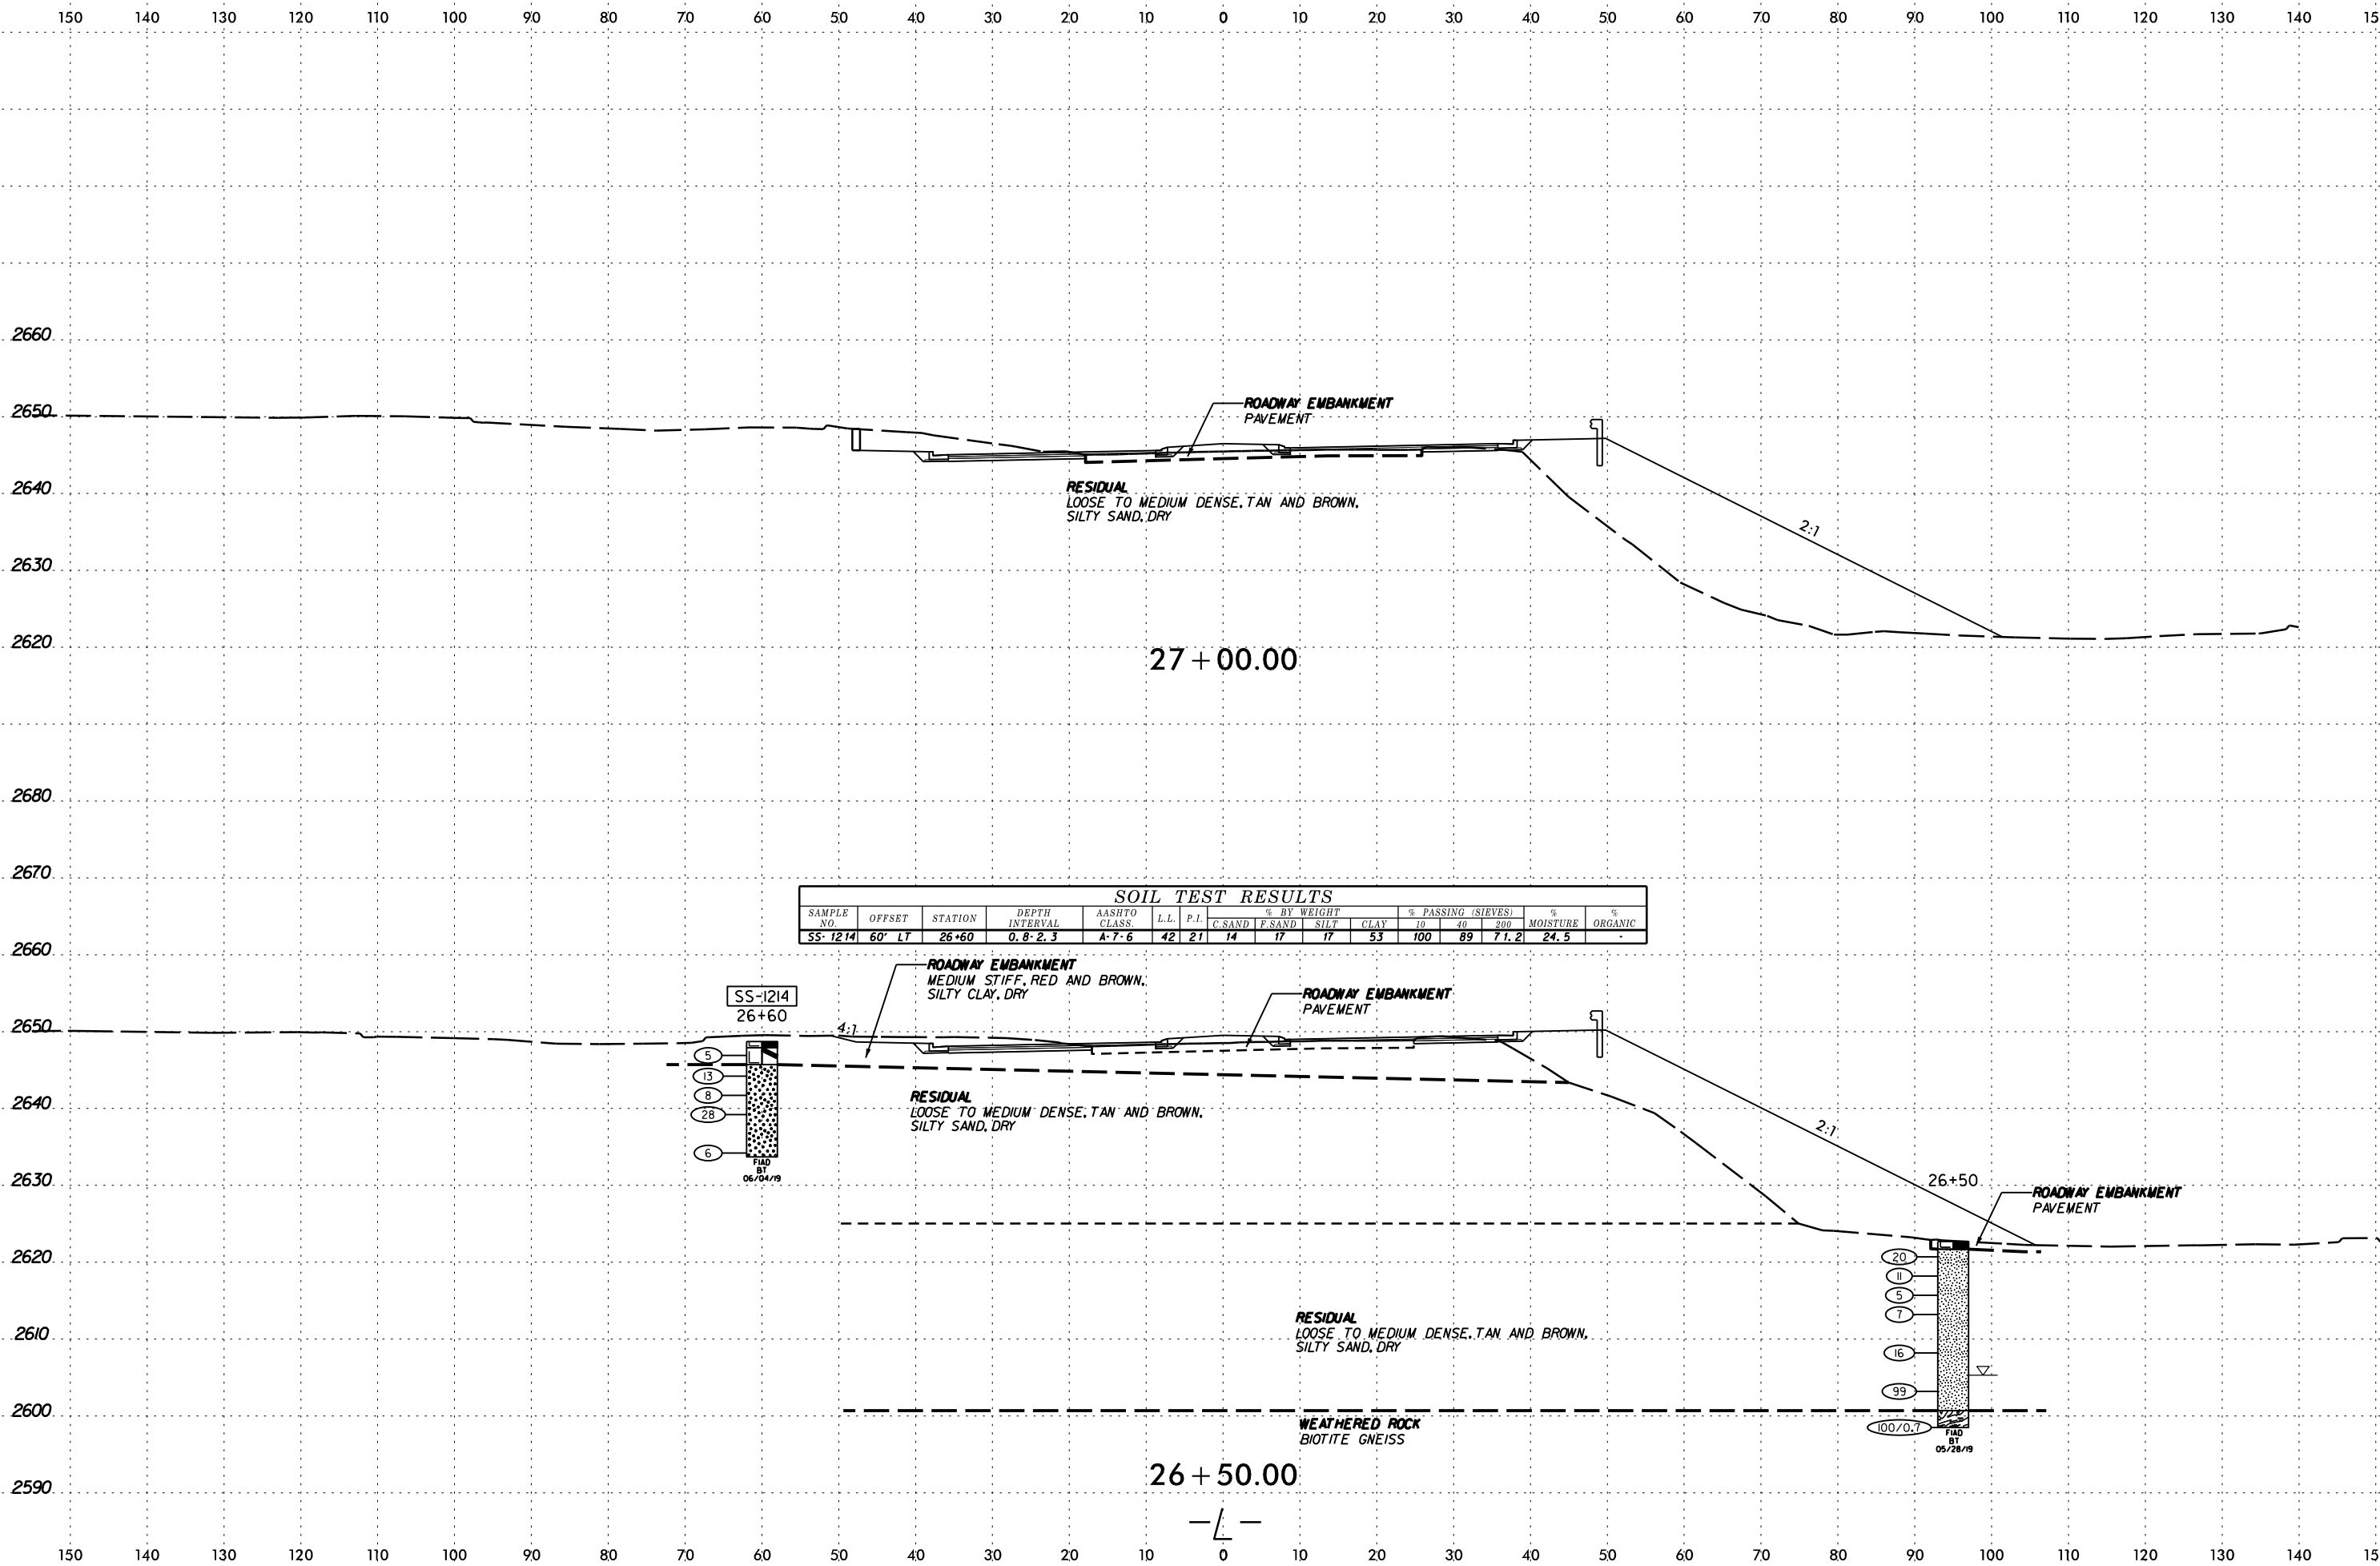 150 140 130 120 110 100 90 80 70 60 50 40 30 20 10 0 10 20 30 40 50 60 70 80 90 100 110 120 130 140 15
2660
ROADWAY EMBANKMENT
PAVEMENT
2650
2640
RESIDUAL
LOOSE TO MEDIUM DENSE, TAN AND BROWN,
SILTY SAND, DRY
2:1
2630
2620
27+00.00
2680
2670
SOIL TEST RESULTS
SAMPLE NO. OFFSET STATION DEPTH INTERVAL AASHTO CLASS. L.L. P.I. % BY WEIGHT C.SAND F.SAND SILT CLAY % PASSING (SIEVES) 10 40 200 % MOISTURE % ORGANIC
SS-1214 60' LT 26+60 0.8-2.3 A-7-6 42 21 14 17 17 53 100 89 71.2 24.5 -
2660
ROADWAY EMBANKMENT
MEDIUM STIFF, RED AND BROWN,
SILTY CLAY, DRY
SS-1214
26+60
ROADWAY EMBANKMENT
PAVEMENT
2650
4:1
5
13
8
28
6
FIAD
BT
06/04/19
2640
RESIDUAL
LOOSE TO MEDIUM DENSE, TAN AND BROWN,
SILTY SAND, DRY
2:1
2630
26+50
ROADWAY EMBANKMENT
PAVEMENT
2620
20
11
5
7
16
99
100/0.7
FIAD
BT
05/28/19
2610
RESIDUAL
LOOSE TO MEDIUM DENSE, TAN AND BROWN,
SILTY SAND, DRY
2600
WEATHERED ROCK
BIOTITE GNEISS
26+50.00
2590
-L-
150 140 130 120 110 100 90 80 70 60 50 40 30 20 10 0 10 20 30 40 50 60 70 80 90 100 110 120 130 140 15